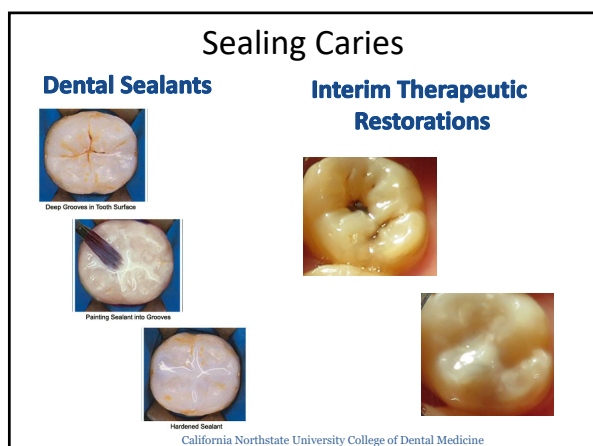 Sealing Caries
Dental Sealants
Deep Grooves in Tooth Surface
Painting Sealant into Grooves
Hardened Sealant
Interim Therapeutic
Restorations
California Northstate University College of Dental Medicine